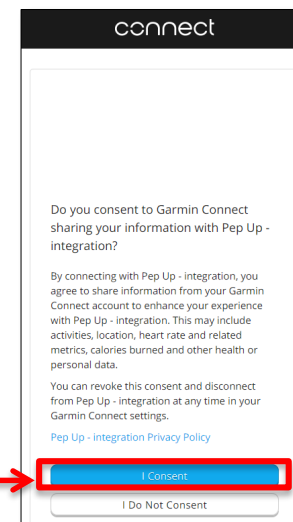 connect
Do you consent to Garmin Connect
sharing your information with Pep Up -
integration?
By connecting with Pep Up - integration, you
agree to share information from your Garmin
Connect account to enhance your experience
with Pep Up - integration. This may include
activities, location, heart rate and related
metrics, calories burned and other health or
personal data.
You can revoke this consent and disconnect
from Pep Up - integration at any time in your
Garmin Connect settings.
Pep Up - integration Privacy Policy
I Consent
I Do Not Consent